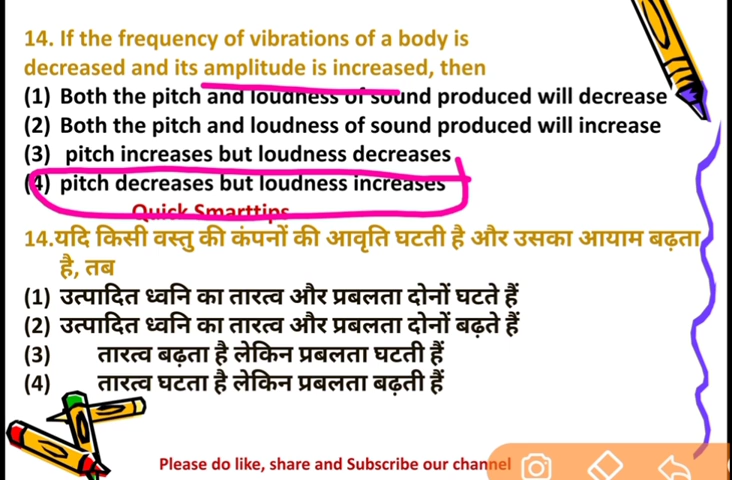 14. If the frequency of vibrations of a body is
decreased and its amplitude is increased, then
(1) Both the pitch and loudness of sound produced will decrease
(2) Both the pitch and loudness of sound produced will increase
(3) pitch increases but loudness decreases
(4) pitch decreases but loudness increases
Quick Smarttips
14.यदि किसी वस्तु की कंपनों की आवृति घटती है और उसका आयाम बढ़ता
है, तब
(1) उत्पादित ध्वनि का तारत्व और प्रबलता दोनों घटते हैं
(2) उत्पादित ध्वनि का तारत्व और प्रबलता दोनों बढ़ते हैं
(3) तारत्व बढ़ता है लेकिन प्रबलता घटती हैं
(4) तारत्व घटता है लेकिन प्रबलता बढ़ती हैं
Please do like, share and Subscribe our channel